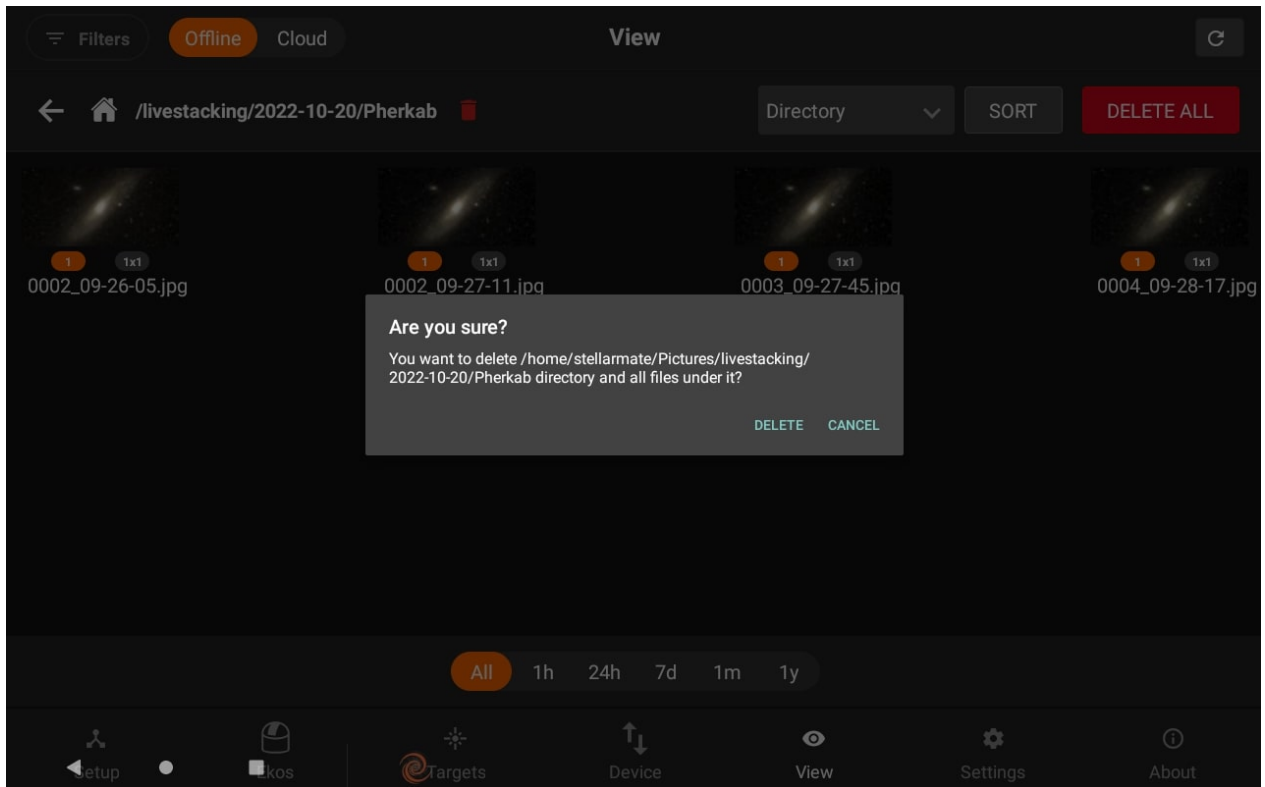 Filters
Offline Cloud
View
/livestacking/2022-10-20/Pherkab
Directory
SORT
DELETE ALL
1 1x1
0002_09-26-05.jpg
1 1x1
0002_09-27-11.jpg
1 1x1
0003_09-27-45.jpg
1 1x1
0004_09-28-17.jpg
Are you sure?
You want to delete /home/stellarmate/Pictures/livestacking/
2022-10-20/Pherkab directory and all files under it?
DELETE CANCEL
All 1h 24h 7d 1m 1y
Setup
Ekos
Targets
Device
View
Settings
About